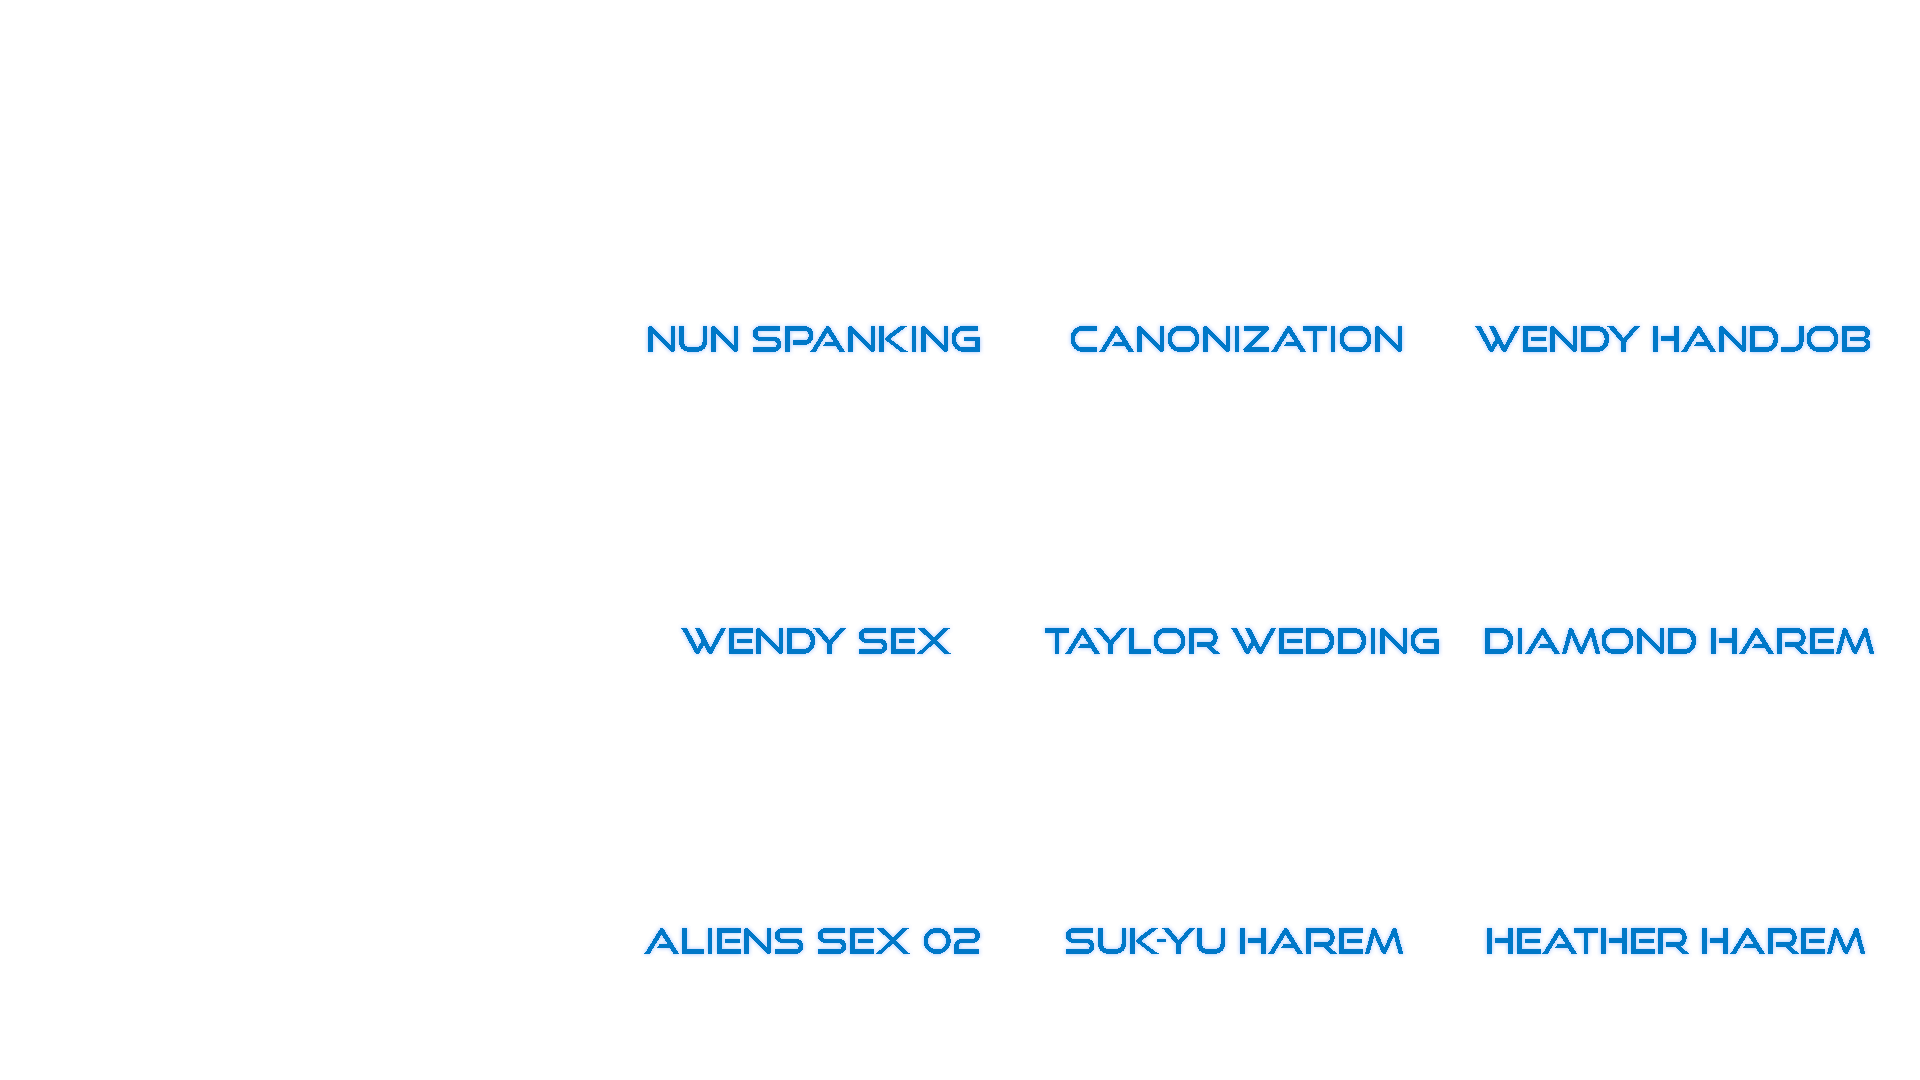 NUN SPANKING
CANONIZATION
WENDY HANDJOB
WENDY SEX
TAYLOR WEDDING
DIAMOND HAREM
ALIENS SEX 02
SUK-YU HAREM
HEATHER HAREM